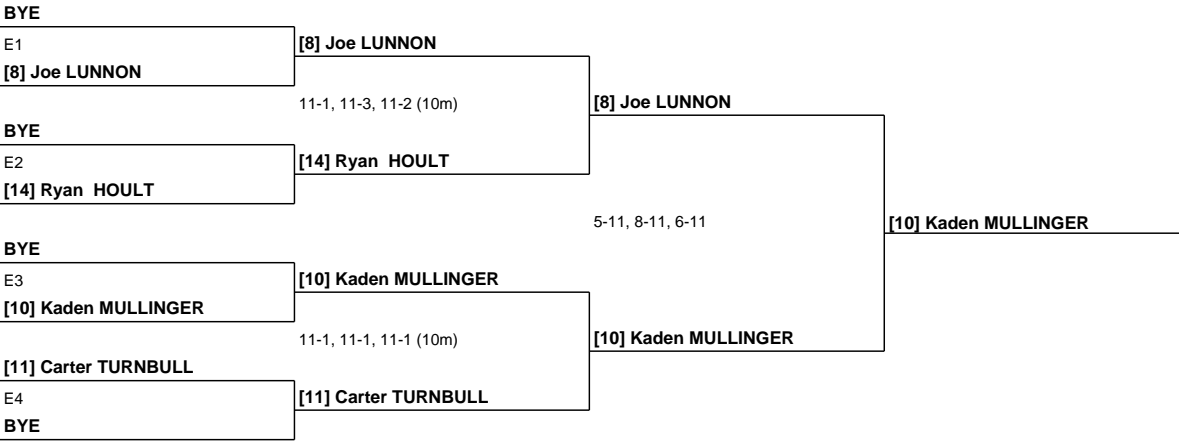 BYE
E1
[8] Joe LUNNON
[8] Joe LUNNON
11-1, 11-3, 11-2 (10m)
[8] Joe LUNNON
BYE
E2
[14] Ryan  HOULT
[14] Ryan  HOULT
5-11, 8-11, 6-11
[10] Kaden MULLINGER
BYE
E3
[10] Kaden MULLINGER
[10] Kaden MULLINGER
11-1, 11-1, 11-1 (10m)
[10] Kaden MULLINGER
[11] Carter TURNBULL
E4
[11] Carter TURNBULL
BYE